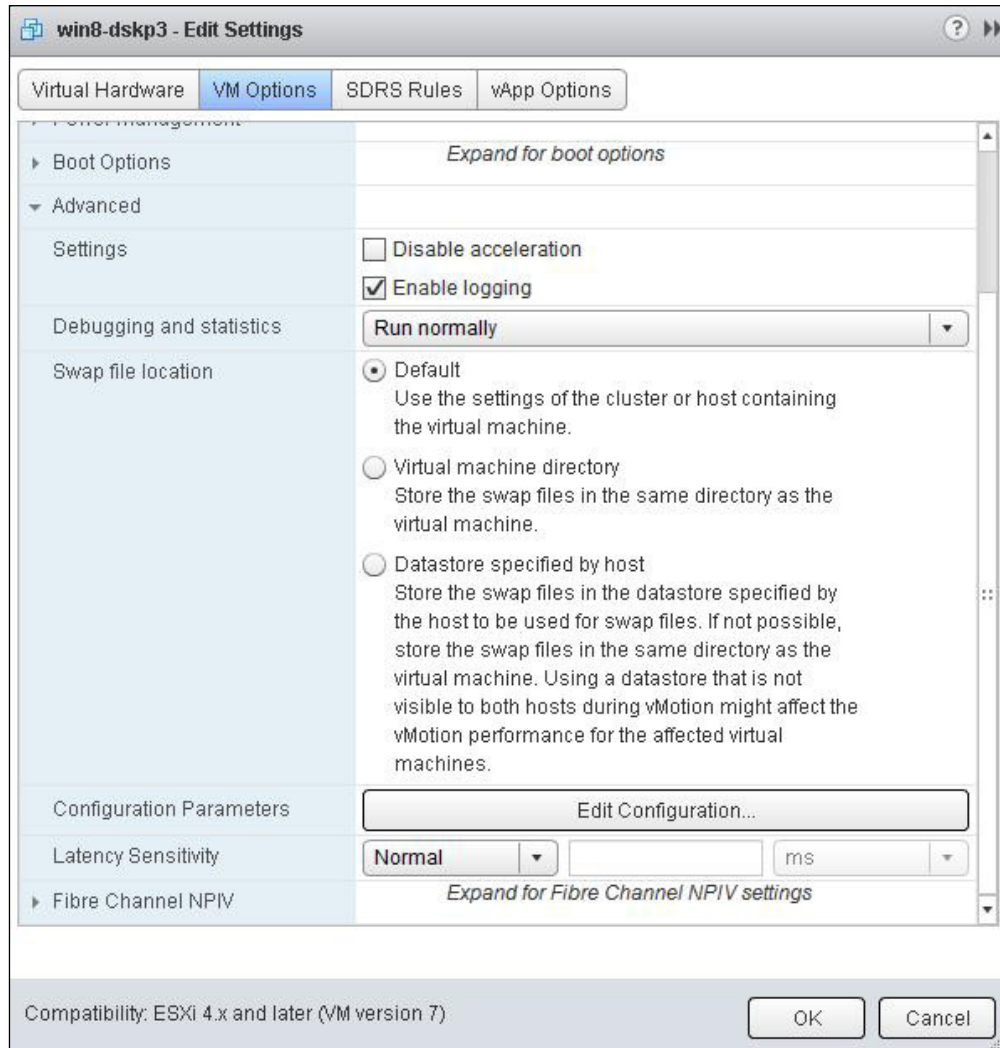 win8-dskp3 - Edit Settings
?
Virtual Hardware
VM Options
SDRS Rules
vApp Options
Power management
Boot Options
Expand for boot options
Advanced
Settings
Disable acceleration
Enable logging
Debugging and statistics
Run normally
Swap file location
Default
Use the settings of the cluster or host containing
the virtual machine.
Virtual machine directory
Store the swap files in the same directory as the
virtual machine.
Datastore specified by host
Store the swap files in the datastore specified by
the host to be used for swap files. If not possible,
store the swap files in the same directory as the
virtual machine. Using a datastore that is not
visible to both hosts during vMotion might affect the
vMotion performance for the affected virtual
machines.
Configuration Parameters
Edit Configuration...
Latency Sensitivity
Normal
ms
Fibre Channel NPIV
Expand for Fibre Channel NPIV settings
Compatibility: ESXi 4.x and later (VM version 7)
OK
Cancel